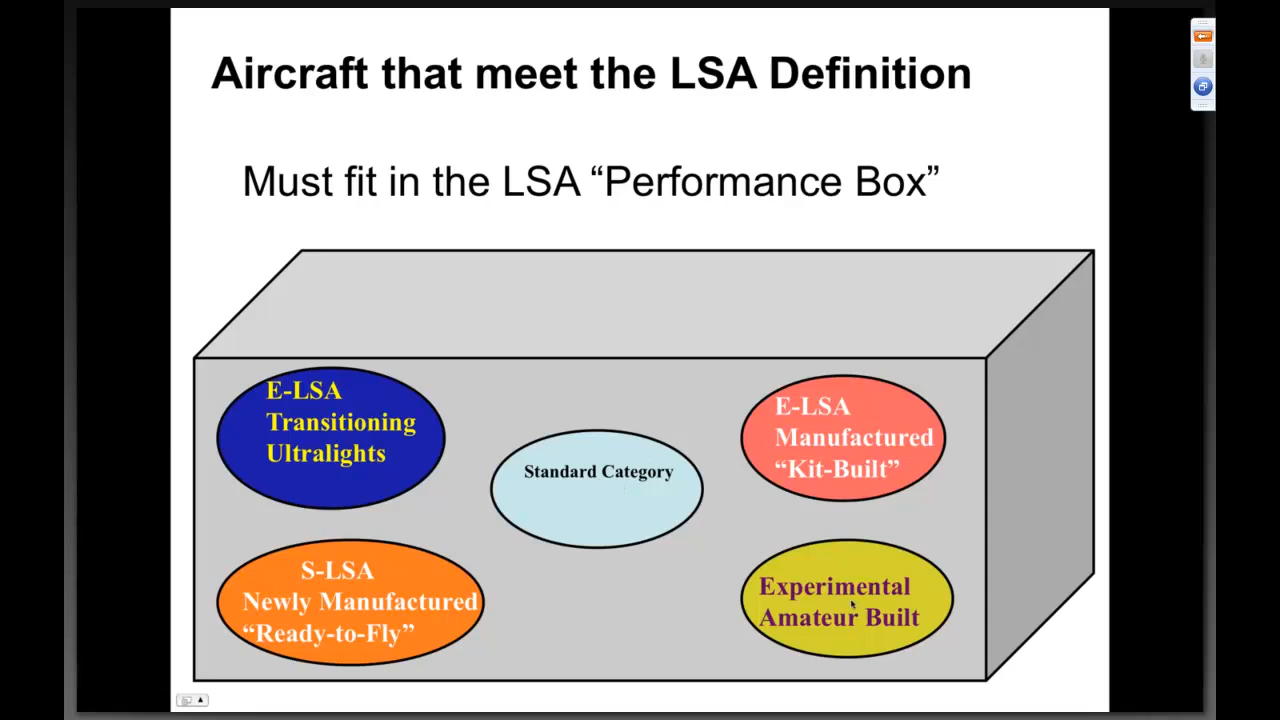 Aircraft that meet the LSA Definition
Must fit in the LSA “Performance Box”
E-LSA
Transitioning
Ultralights
Standard Category
E-LSA
Manufactured
“Kit-Built”
S-LSA
Newly Manufactured
“Ready-to-Fly”
Experimental
Amateur Built